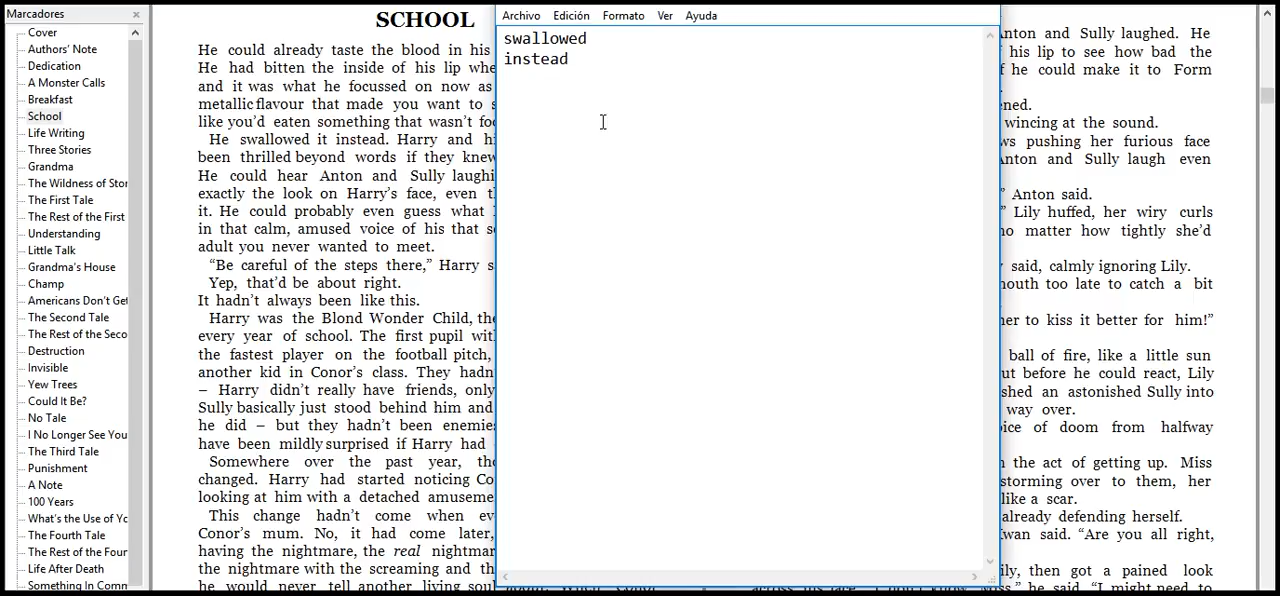 Marcadores
Cover
Authors' Note
Dedication
A Monster Calls
Breakfast
School
Life Writing
Three Stories
Grandma
The Wildness of Stor
The First Tale
The Rest of the First
Understanding
Little Talk
Grandma's House
Champ
Americans Don't Get
The Second Tale
The Rest of the Seco
Destruction
Invisible
Yew Trees
Could It Be?
No Tale
I No Longer See You
The Third Tale
Punishment
A Note
100 Years
What's the Use of Yo
The Fourth Tale
The Rest of the Four
Life After Death
Something In Comm
SCHOOL
He could already taste the blood in his
He had bitten the inside of his lip whe
and it was what he focussed on now as
metallic flavour that made you want to s
like you'd eaten something that wasn't fo
He swallowed it instead. Harry and hi
been thrilled beyond words if they knew
He could hear Anton and Sully laughi
exactly the look on Harry's face, even t
it. He could probably even guess what
in that calm, amused voice of his that s
adult you never wanted to meet.
“Be careful of the steps there,” Harry s
Yep, that'd be about right.
It hadn't always been like this.
Harry was the Blond Wonder Child, the
every year of school. The first pupil wit
the fastest player on the football pitch,
another kid in Conor's class. They hadn
– Harry didn't really have friends, only
Sully basically just stood behind him and
he did – but they hadn't been enemies
have been mildly surprised if Harry had
Somewhere over the past year, tho
changed. Harry had started noticing Co
looking at him with a detached amuseme
This change hadn't come when ev
Conor's mum. No, it had come later,
having the nightmare, the real nightmar
the nightmare with the screaming and th
he would never tell another living soul
Archivo Edición Formato Ver Ayuda
swallowed
instead
Anton and Sully laughed. He
his lip to see how bad the
f he could make it to Form
ened.
wincing at the sound.
ws pushing her furious face
Anton and Sully laugh even
” Anton said.
” Lily huffed, her wiry curls
no matter how tightly she'd
said, calmly ignoring Lily.
mouth too late to catch a bit
her to kiss it better for him!”
ball of fire, like a little sun
ut before he could react, Lily
shed an astonished Sully into
way over.
oice of doom from halfway
n the act of getting up. Miss
storming over to them, her
like a scar.
already defending herself.
Kwan said. “Are you all right,
ily, then got a pained look
he said. “I might need to